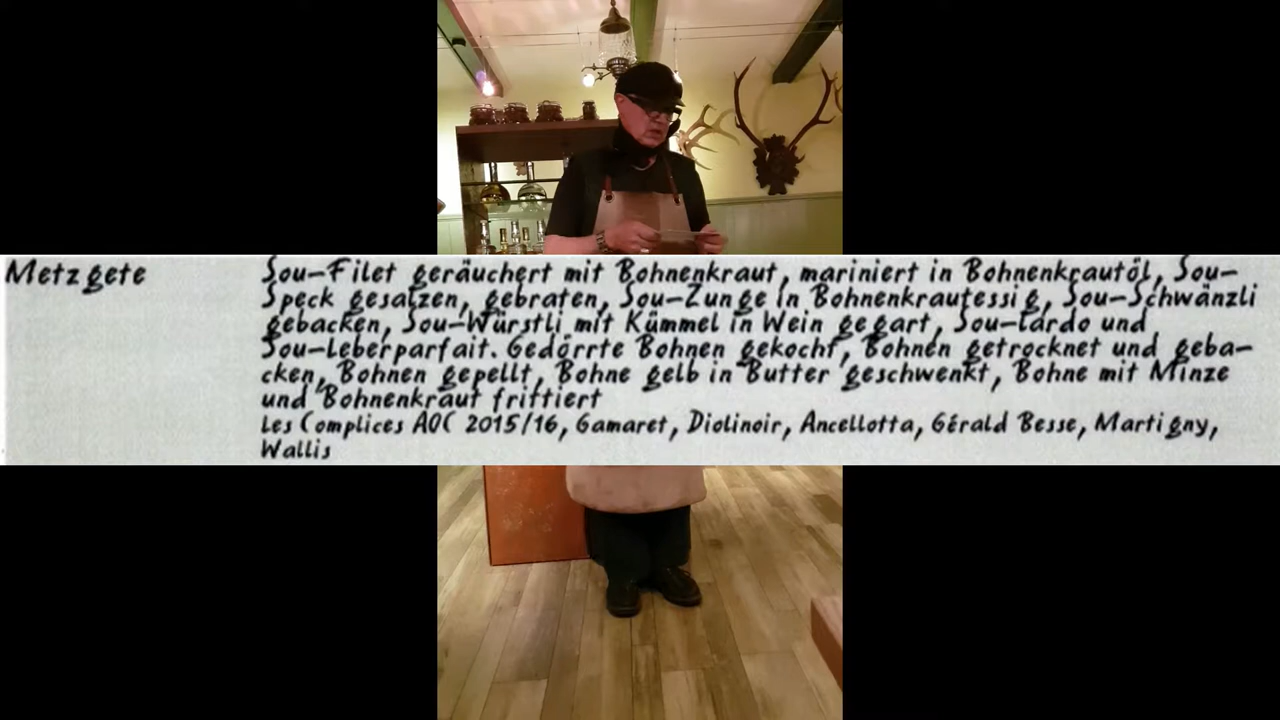 Metzgete
Sou-Filet geräuchert mit Bohnenkraut, mariniert in Bohnenkrautöl, Sou-
Speck gesalzen, gebraten, Sou-Zunge in Bohnenkrautessig, Sou-Schwänzli
gebacken, Sou-Würstli mit Kümmel in Wein gegart, Sou-Lardo und
Sou-Leberparfait. Gedörrte Bohnen gekocht, Bohnen getrocknet und geba-
cken, Bohnen gepellt, Bohne gelb in Butter geschwenkt, Bohne mit Minze
und Bohnenkraut frittiert
Les Complices AOC 2015/16, Gamaret, Diolinoir, Ancellotta, Gérald Besse, Martigny,
Wallis